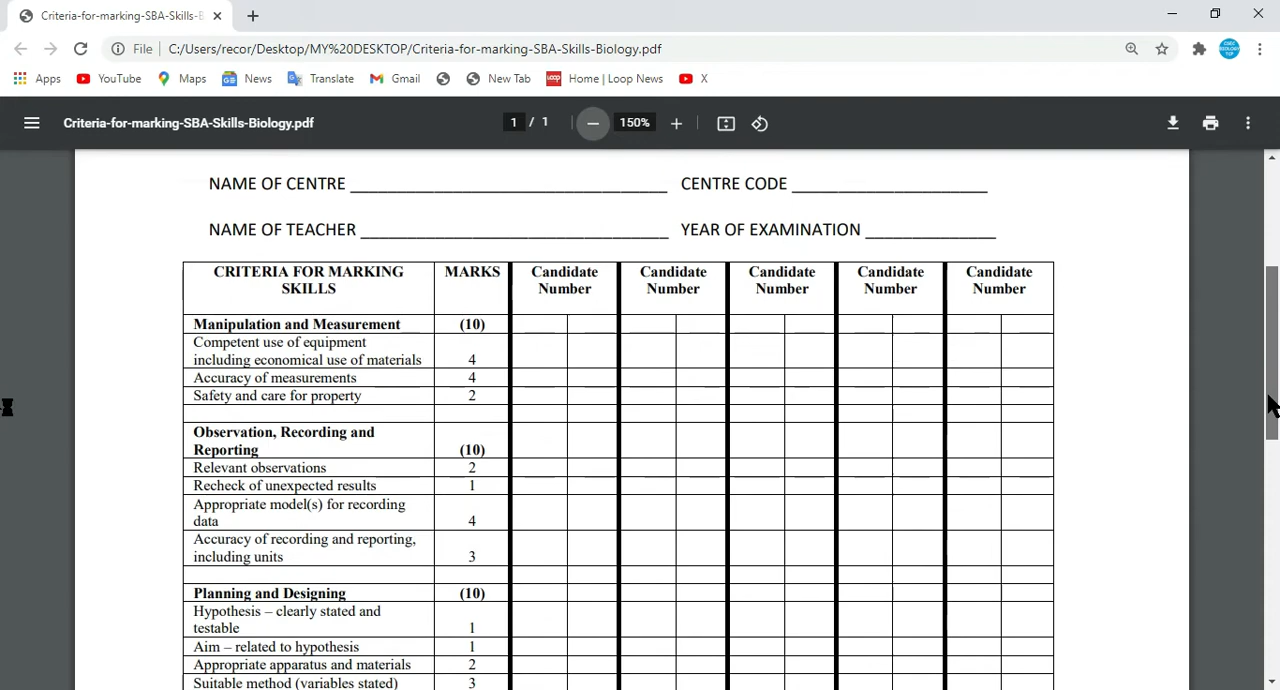 Criteria-for-marking-SBA-Skills-B
File C:/Users/recor/Desktop/MY%20DESKTOP/Criteria-for-marking-SBA-Skills-Biology.pdf
Apps YouTube Maps News Translate Gmail New Tab Home | Loop News X
Criteria-for-marking-SBA-Skills-Biology.pdf 1 / 1 150%
NAME OF CENTRE ________________________________ CENTRE CODE ____________________
NAME OF TEACHER _______________________________ YEAR OF EXAMINATION _____________
CRITERIA FOR MARKING SKILLS MARKS Candidate Number Candidate Number Candidate Number Candidate Number Candidate Number
Manipulation and Measurement (10)
Competent use of equipment
including economical use of materials 4
Accuracy of measurements 4
Safety and care for property 2
Observation, Recording and
Reporting (10)
Relevant observations 2
Recheck of unexpected results 1
Appropriate model(s) for recording
data 4
Accuracy of recording and reporting,
including units 3
Planning and Designing (10)
Hypothesis – clearly stated and
testable 1
Aim – related to hypothesis 1
Appropriate apparatus and materials 2
Suitable method (variables stated) 3